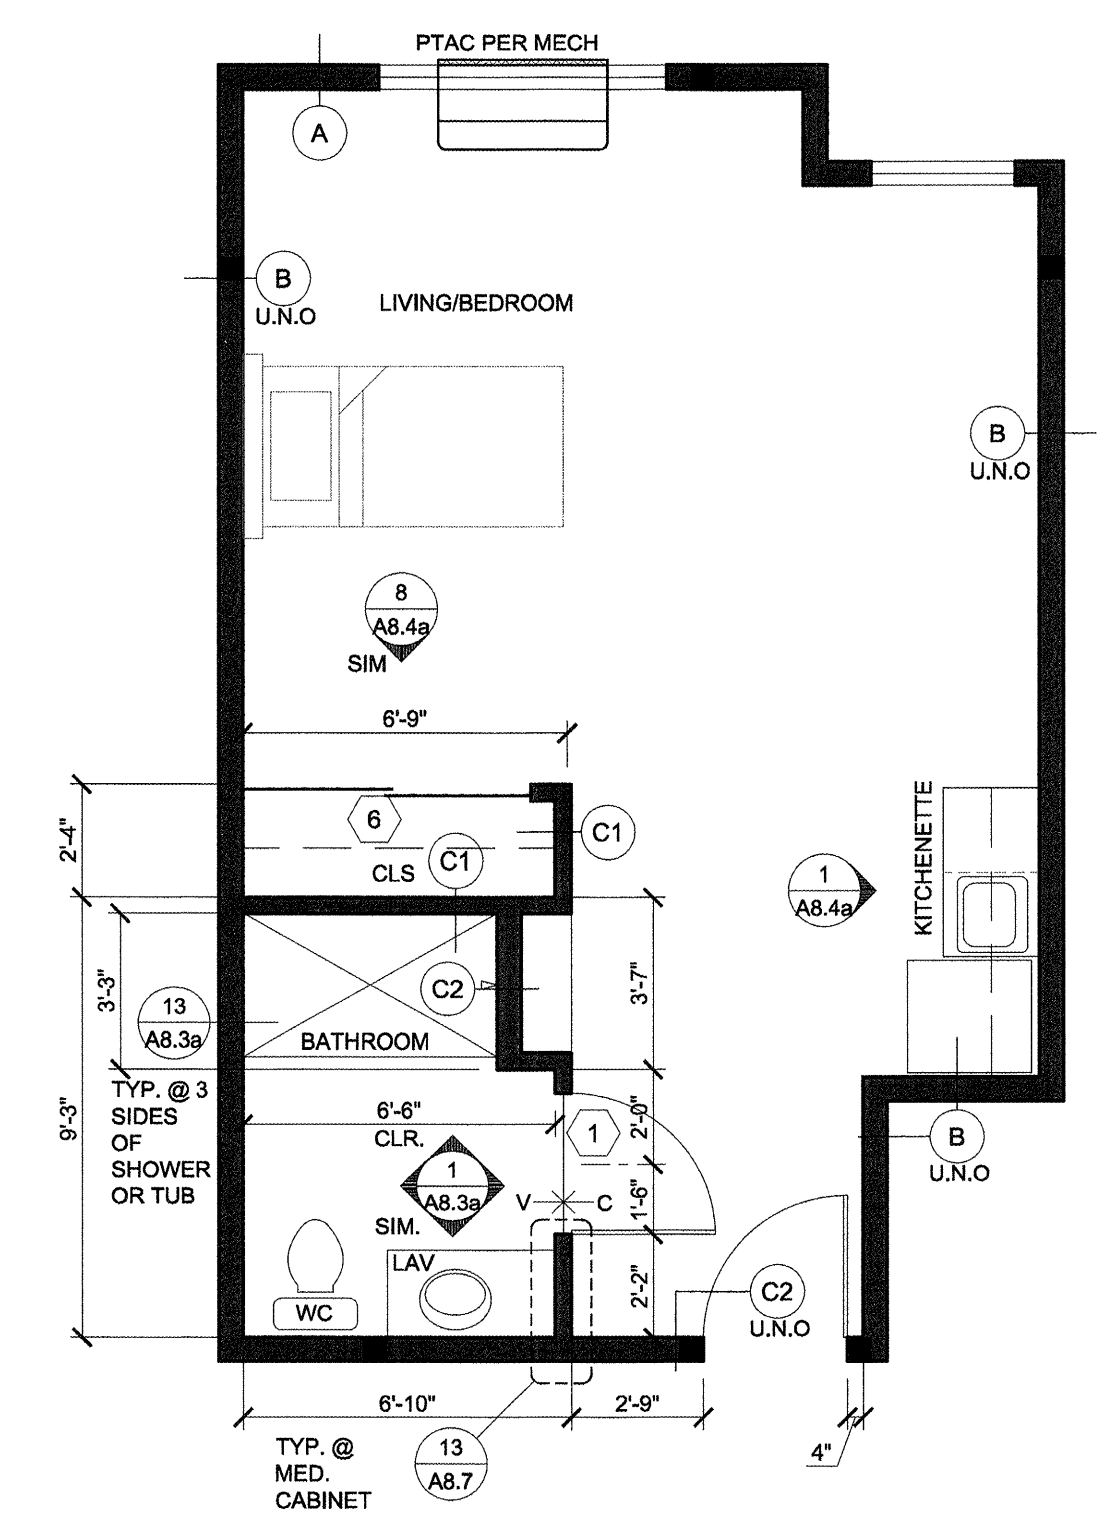 PTAC PER MECH
A
B
U.N.O
LIVING/BEDROOM
B
U.N.O
8
A8.4a
SIM
6'-9"
2'-4"
6
C1
C1
CLS
1
A8.4a
KITCHENETTE
3'-3"
C2
3'-7"
13
A8.3a
BATHROOM
TYP. @ 3
SIDES
OF
SHOWER
OR TUB
9'-3"
6'-6"
CLR.
1
2'-0"
B
U.N.O
1
A8.3a
SIM.
V
C
1'-6"
LAV
WC
2'-2"
C2
U.N.O
6'-10"
2'-9"
4"
TYP. @
MED.
CABINET
13
A8.7